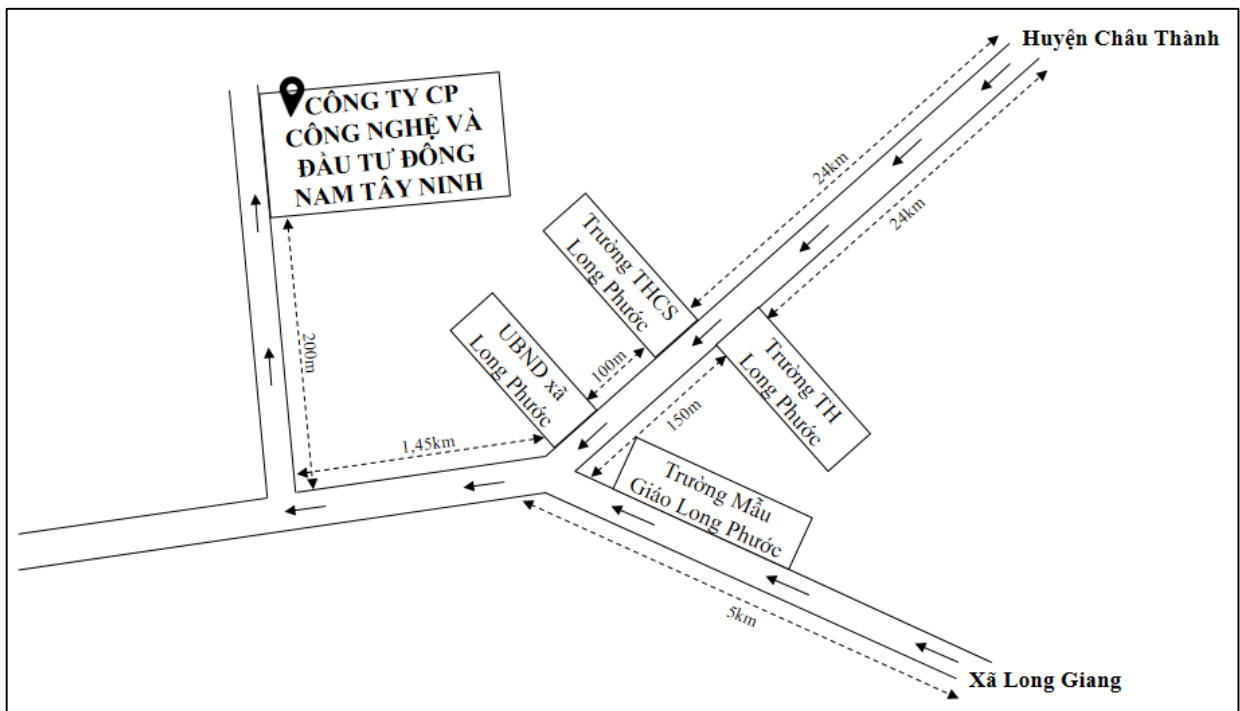 Huyện Châu Thành
CÔNG TY CP
CÔNG NGHỆ VÀ
ĐẦU TƯ ĐÔNG
NAM TÂY NINH
24km
24km
Trường THCS
Long Phước
UBND xã
Long Phước
100m
Trường TH
Long Phước
200m
150m
1,45km
Trường Mẫu
Giáo Long Phước
5km
Xã Long Giang